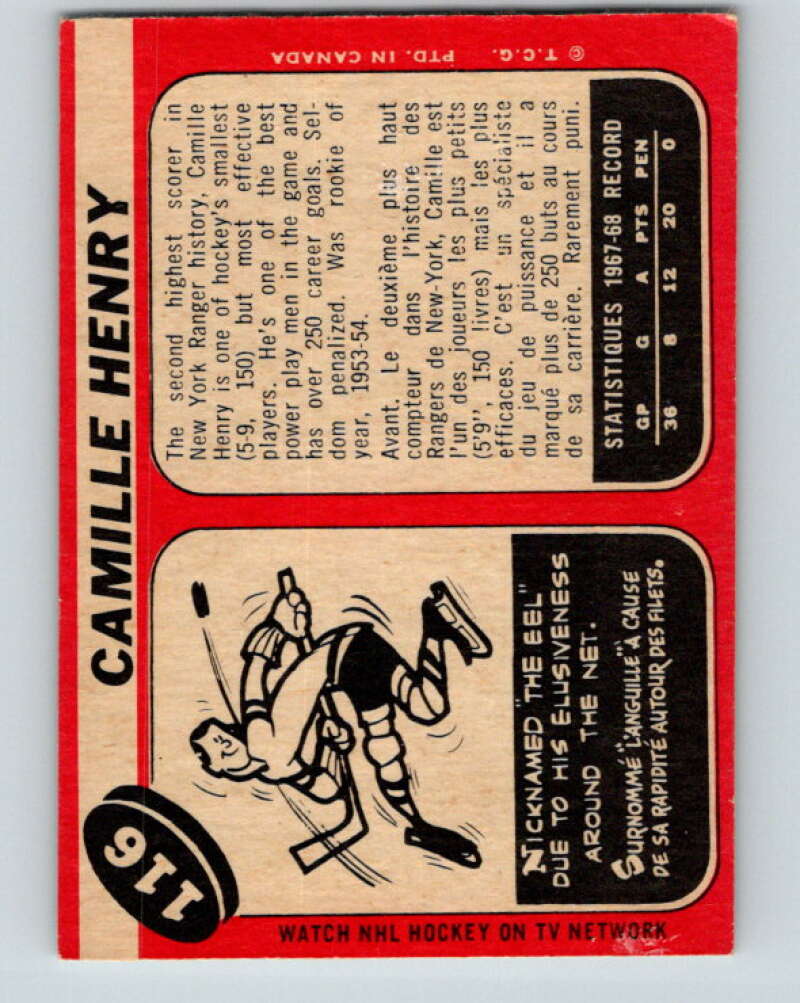 116
CAMILLE HENRY
WATCH NHL HOCKEY ON TV NETWORK
NICKNAMED "THE EEL"
DUE TO HIS ELUSIVENESS
AROUND THE NET.
SURNOMMÉ "L'ANGUILLE" À CAUSE
DE SA RAPIDITÉ AUTOUR DES FILETS.
The second highest scorer in
New York Ranger history, Camille
Henry is one of hockey's smallest
(5-9, 150) but most effective
players. He's one of the best
power play men in the game and
has over 250 career goals. Sel-
dom penalized. Was rookie of
year, 1953-54.
Avant. Le deuxième plus haut
compteur dans l'histoire des
Rangers de New-York, Camille est
l'un des joueurs les plus petits
(5'9", 150 livres) mais les plus
efficaces. C'est un spécialiste
du jeu de puissance et il a
marqué plus de 250 buts au cours
de sa carrière. Rarement puni.
STATISTIQUES 1967-68 RECORD
GP G A PTS PEN
36 8 12 20 0
© T.C.G. PTD. IN CANADA